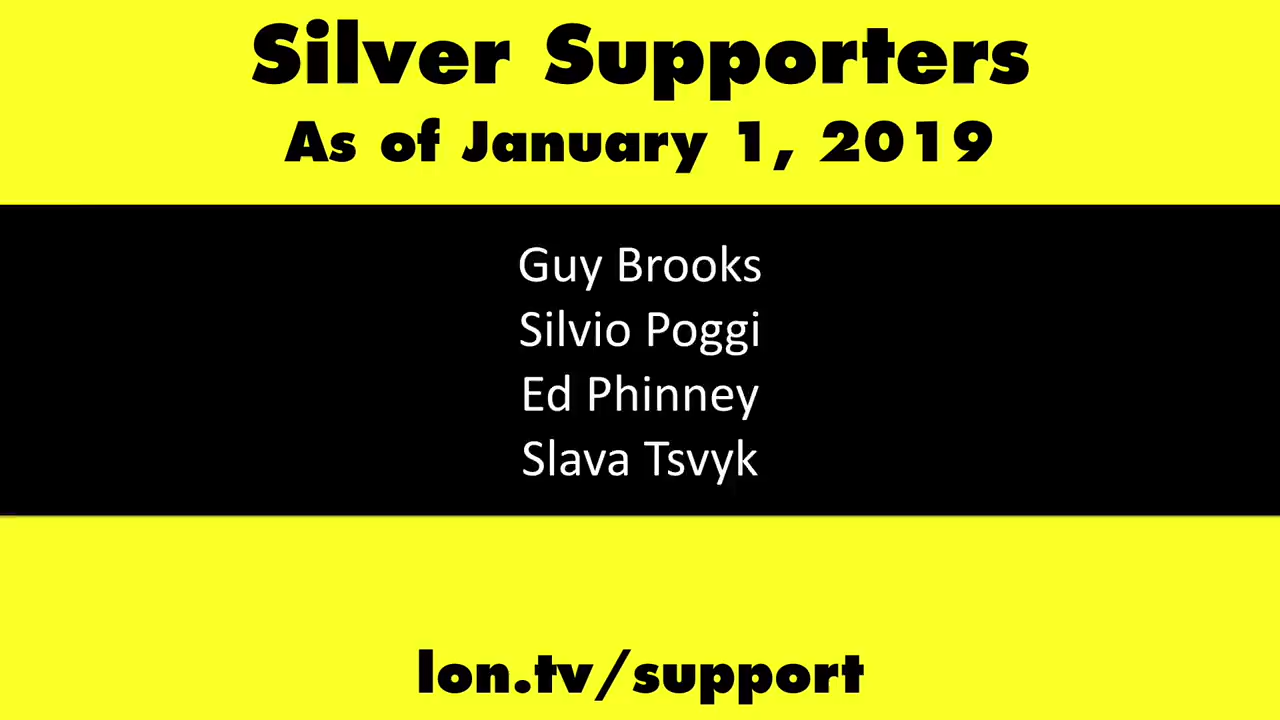 Silver Supporters
As of January 1, 2019
Guy Brooks
Silvio Poggi
Ed Phinney
Slava Tsvyk
lon.tv/support